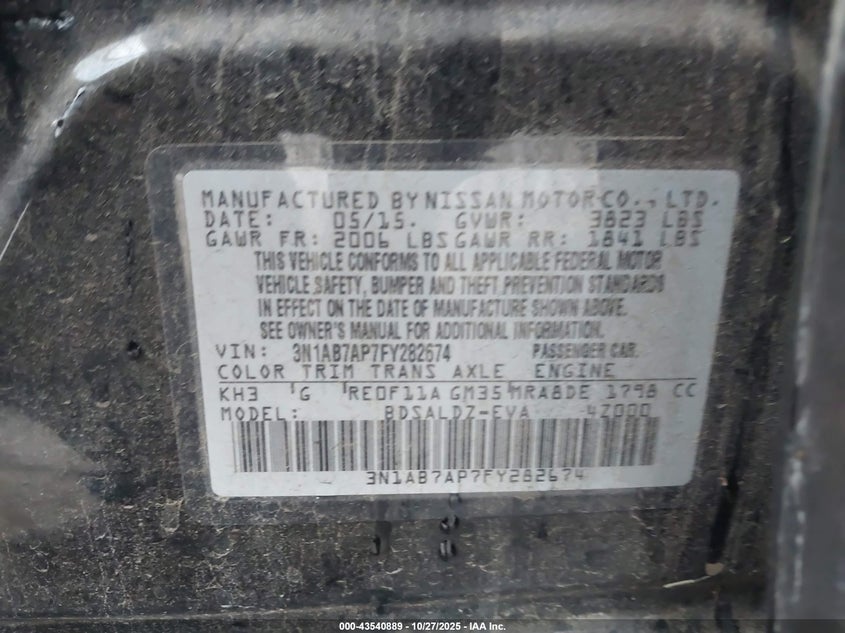 MANUFACTURED BY NISSAN MOTOR CO., LTD.
DATE: 05/15. GVWR: 3823 LBS
GAWR FR: 2006 LBS GAWR RR: 1841 LBS
THIS VEHICLE CONFORMS TO ALL APPLICABLE FEDERAL MOTOR
VEHICLE SAFETY, BUMPER AND THEFT PREVENTION STANDARDS
IN EFFECT ON THE DATE OF MANUFACTURE SHOWN ABOVE.
SEE OWNER'S MANUAL FOR ADDITIONAL INFORMATION.
VIN: 3N1AB7AP7FY282674 PASSENGER CAR.
COLOR TRIM TRANS AXLE ENGINE
KH3 G RE0F11A GM35 MRA8DE 1798 CC
MODEL: BDSALDZ-EVA 4Z000
3N1AB7AP7FY282674
000-43540889 - 10/27/2025 - IAA Inc.